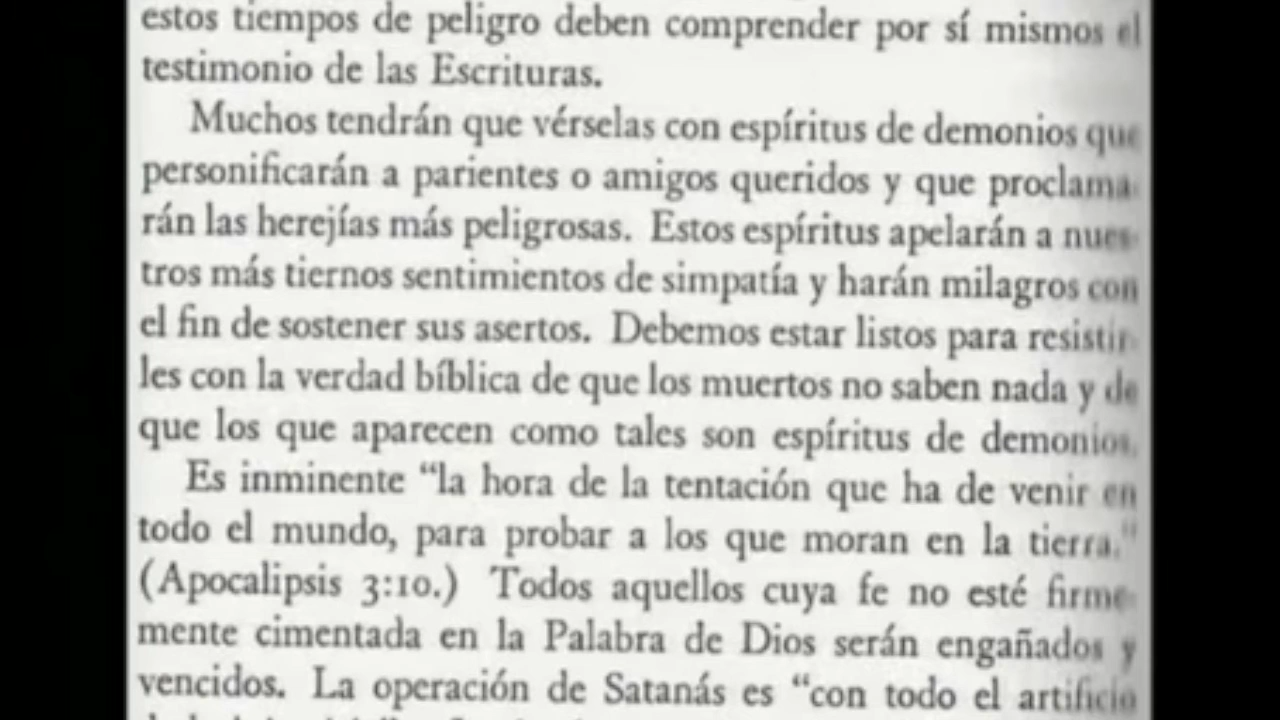 estos tiempos de peligro deben comprender por sí mismos el
testimonio de las Escrituras.
Muchos tendrán que vérselas con espíritus de demonios que
personificarán a parientes o amigos queridos y que proclama-
rán las herejías más peligrosas. Estos espíritus apelarán a nues-
tros más tiernos sentimientos de simpatía y harán milagros con
el fin de sostener sus asertos. Debemos estar listos para resistir-
les con la verdad bíblica de que los muertos no saben nada y de
que los que aparecen como tales son espíritus de demonios.
Es inminente “la hora de la tentación que ha de venir en
todo el mundo, para probar a los que moran en la tierra.”
(Apocalipsis 3:10.) Todos aquellos cuya fe no esté firme-
mente cimentada en la Palabra de Dios serán engañados y
vencidos. La operación de Satanás es “con todo el artificio